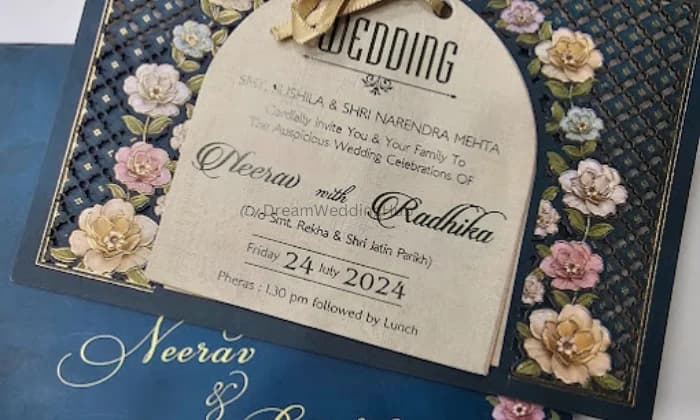 WEDDING
SMT. SUSHILA & SHRI NARENDRA MEHTA
Cordially Invite You & Your Family To
The Auspicious Wedding Celebrations OF
Neerav with Radhika
DreamWedding
(D/o Smt. Rekha & Shri Jatin Parikh)
Friday 24 July 2024
Pheras : 1.30 pm followed by Lunch
Neerav
&